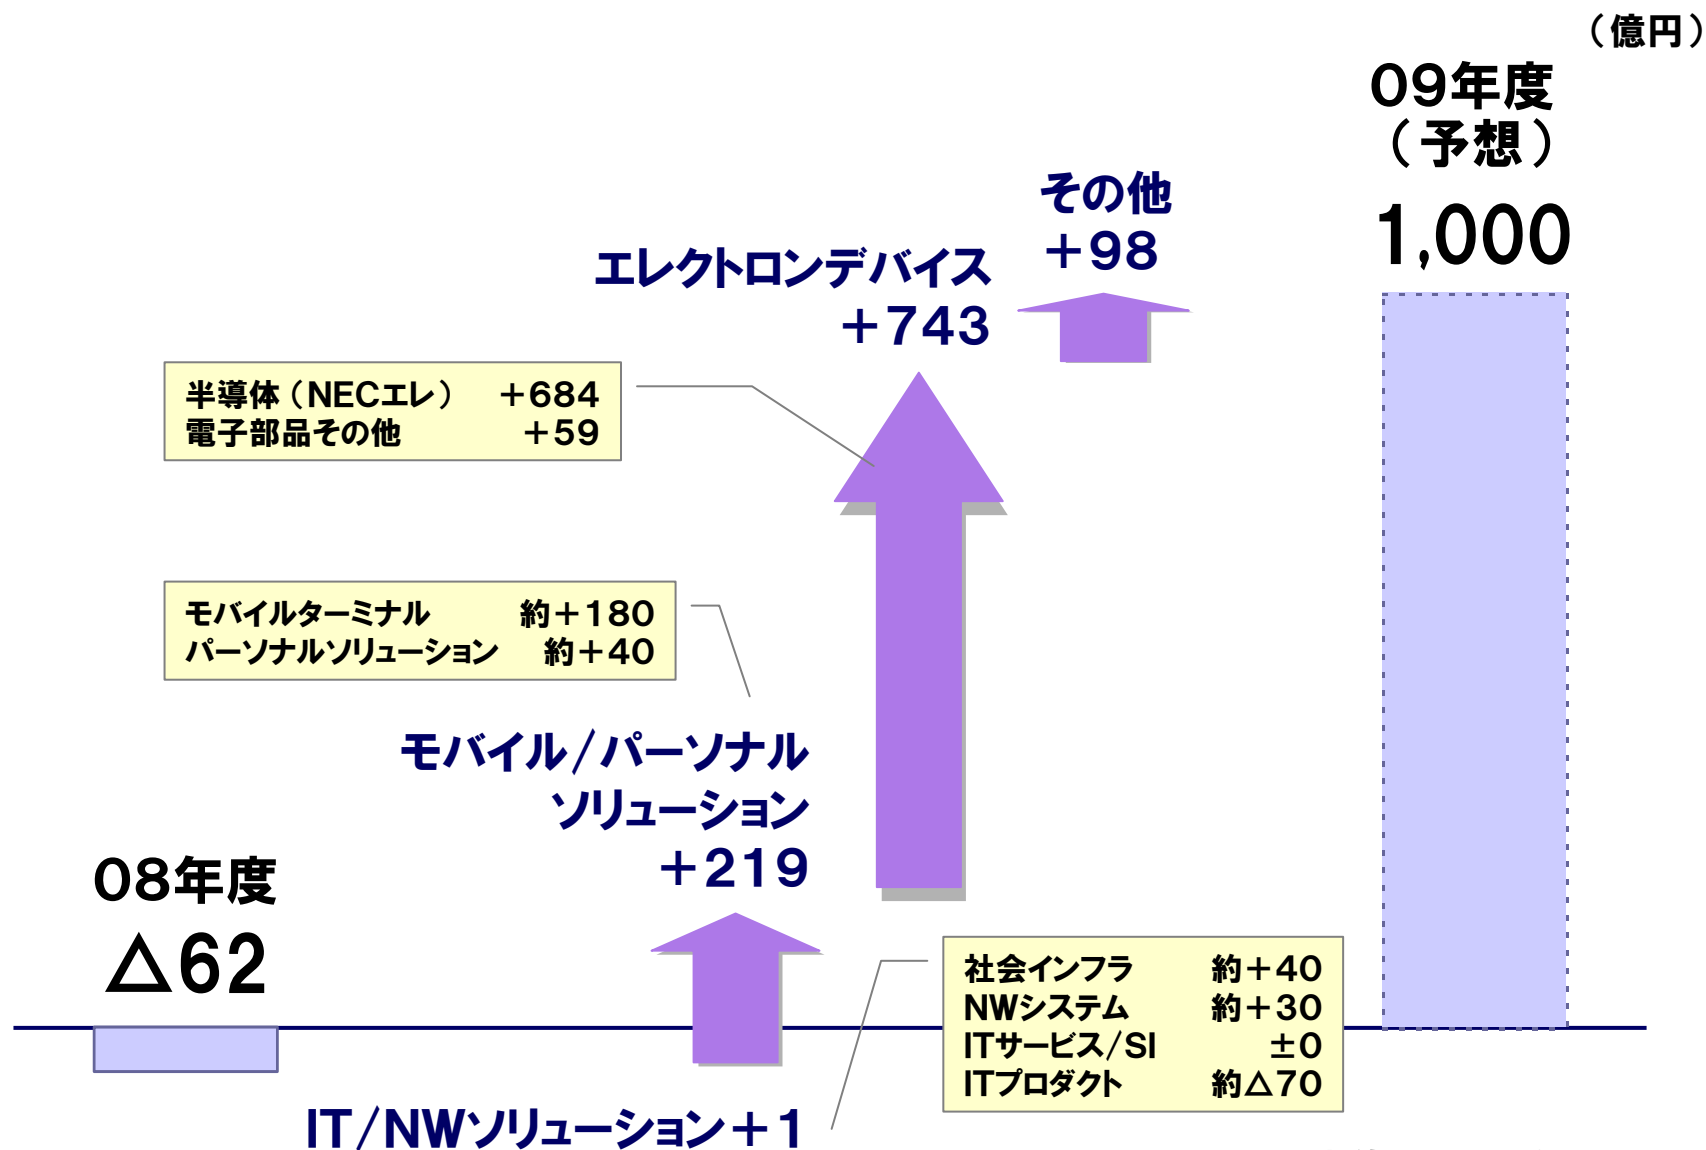 （億円）
09年度
（予想）
1,000
その他
＋98
エレクトロンデバイス
＋743
半導体（NECエレ） ＋684
電子部品その他 ＋59
モバイルターミナル 約＋180
パーソナルソリューション 約＋40
モバイル/パーソナル
ソリューション
＋219
08年度
△62
社会インフラ 約＋40
NWシステム 約＋30
ITサービス/SI ±0
ITプロダクト 約△70
IT/NWソリューション＋1